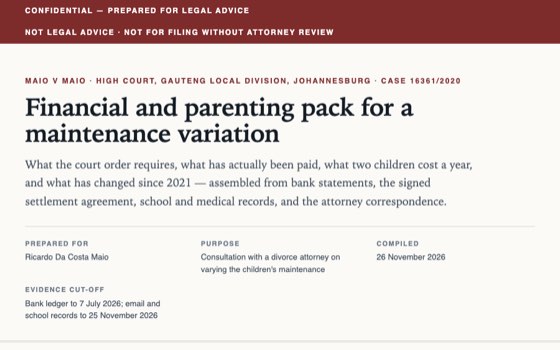 CONFIDENTIAL — PREPARED FOR LEGAL ADVICE
NOT LEGAL ADVICE · NOT FOR FILING WITHOUT ATTORNEY REVIEW
MAIO V MAIO · HIGH COURT, GAUTENG LOCAL DIVISION, JOHANNESBURG · CASE 16361/2020
Financial and parenting pack for a
maintenance variation
What the court order requires, what has actually been paid, what two children cost a year,
and what has changed since 2021 — assembled from bank statements, the signed
settlement agreement, school and medical records, and the attorney correspondence.
PREPARED FOR
Ricardo Da Costa Maio
PURPOSE
Consultation with a divorce attorney on
varying the children's maintenance
COMPILED
26 November 2026
EVIDENCE CUT-OFF
Bank ledger to 7 July 2026; email and
school records to 25 November 2026